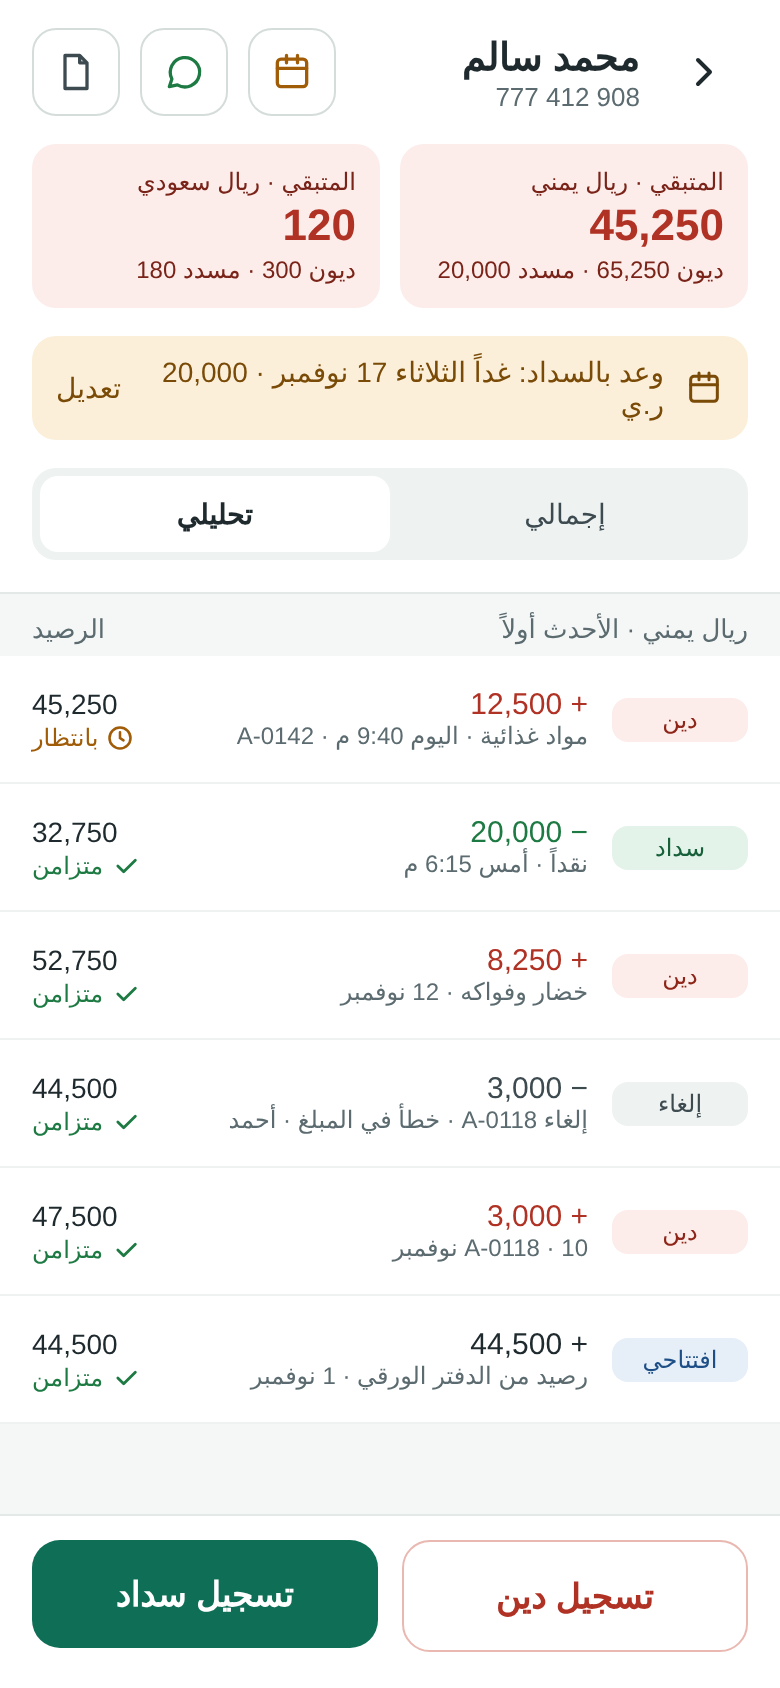 محمد سالم
777 412 908
المتبقي · ريال يمني
45,250
ديون 65,250 · مسدد 20,000
المتبقي · ريال سعودي
120
ديون 300 · مسدد 180
وعد بالسداد: غداً الثلاثاء 17 نوفمبر · 20,000
ر.ي
تعديل
إجمالي
تحليلي
ريال يمني · الأحدث أولاً
الرصيد
دين
+ 12,500
مواد غذائية · اليوم 9:40 م · A-0142
45,250
بانتظار
سداد
− 20,000
نقداً · أمس 6:15 م
32,750
متزامن
دين
+ 8,250
خضار وفواكه · 12 نوفمبر
52,750
متزامن
إلغاء
− 3,000
إلغاء A-0118 · خطأ في المبلغ · أحمد
44,500
متزامن
دين
+ 3,000
A-0118 · 10 نوفمبر
47,500
متزامن
افتتاحي
+ 44,500
رصيد من الدفتر الورقي · 1 نوفمبر
44,500
متزامن
تسجيل دين
تسجيل سداد